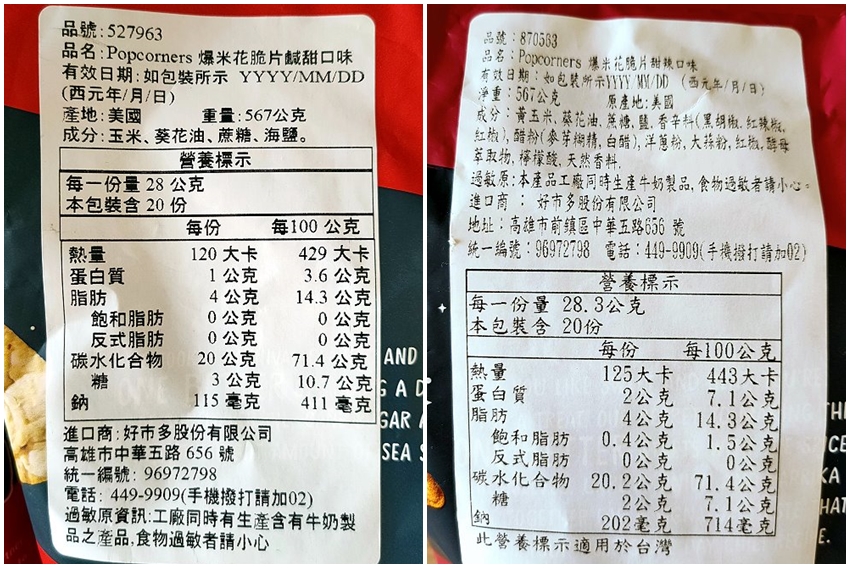 品號:527963
品名:Popcorners 爆米花脆片鹹甜口味
有效日期:如包裝所示 YYYY/MM/DD
(西元年/月/日)
產地:美國 重量:567公克
成分:玉米、葵花油、蔗糖、海鹽。
營養標示
每一份量 28 公克
本包裝含 20 份
每份 每100 公克
熱量 120 大卡 429 大卡
蛋白質 1 公克 3.6 公克
脂肪 4 公克 14.3 公克
飽和脂肪 0 公克 0 公克
反式脂肪 0 公克 0 公克
碳水化合物 20 公克 71.4 公克
糖 3 公克 10.7 公克
鈉 115 毫克 411 毫克
進口商:好市多股份有限公司
高雄市中華五路 656 號
統一編號: 96972798
電話: 449-9909(手機撥打請加02)
過敏原資訊:工廠同時有生產含有牛奶製
品之產品,食物過敏者請小心
AND
G A D
GAR A
SEA S
品號：870563
品名：Popcorners 爆米花脆片甜辣口味
有效日期：如包裝所示YYYY/MM/DD (西元年/月/日)
淨重：567公克 原產地:美國
成分：黃玉米,葵花油,蔗糖,鹽,香辛料(黑胡椒,紅辣椒,
紅椒),醋粉(麥芽糊精,白醋),洋蔥粉,大蒜粉,紅椒,酵母
萃取物,檸檬酸,天然香料.
過敏原:本產品工廠同時生產牛奶製品,食物過敏者請小心。
進口商 ： 好市多股份有限公司
地址：高雄市前鎮區中華五路656 號
統一編號：96972798 電話：449-9909(手機撥打請加02)
營養標示
每一份量 28.3公克
本包裝含 20份
每份 每100公克
熱量 125大卡 443大卡
蛋白質 2公克 7.1公克
脂肪 4公克 14.3公克
飽和脂肪 0.4公克 1.5公克
反式脂肪 0公克 0公克
碳水化合物 20.2公克 71.4公克
糖 2公克 7.1公克
鈉 202毫克 714毫克
此營養標示適用於台灣